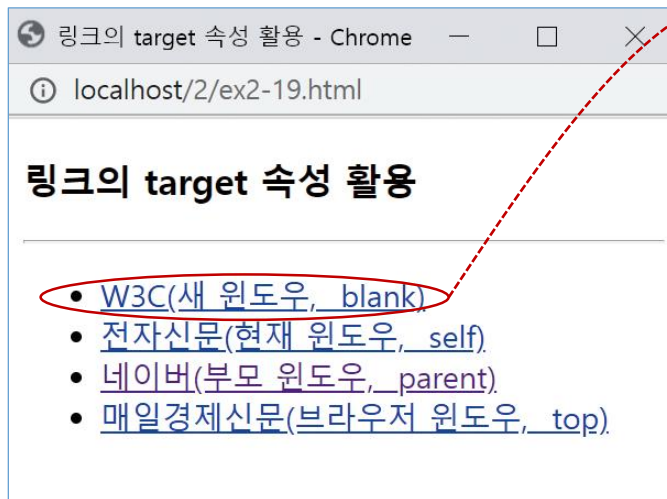 링크의 target 속성 활용 - Chrome
localhost/2/ex2-19.html
링크의 target 속성 활용
W3C(새 윈도우, _blank)
전자신문(현재 윈도우, _self)
네이버(부모 윈도우, _parent)
매일경제신문(브라우저 윈도우, _top)